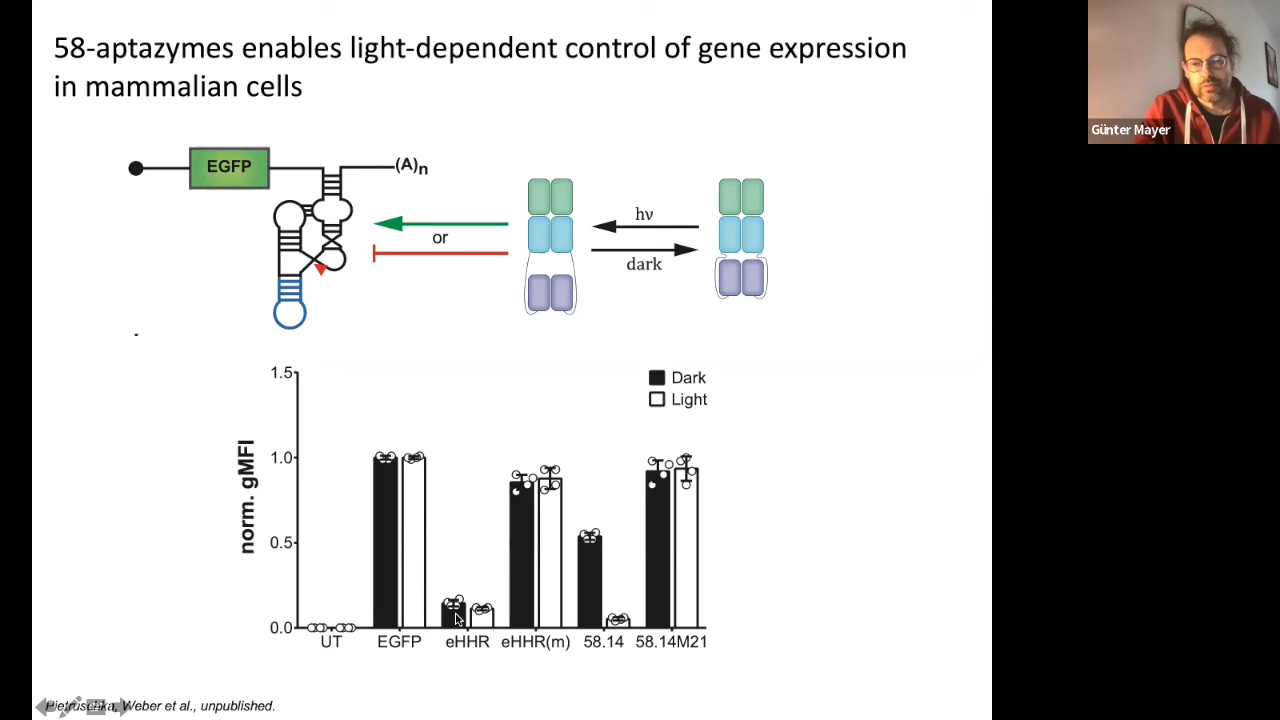 58-aptazymes enables light-dependent control of gene expression
in mammalian cells
Günter Mayer
EGFP
(A)n
or
hν
dark
1.5
1.0
0.5
0.0
norm. gMFI
Dark
Light
UT EGFP eHHR eHHR(m) 58.14 58.14M21
Pietruschka, Weber et al., unpublished.